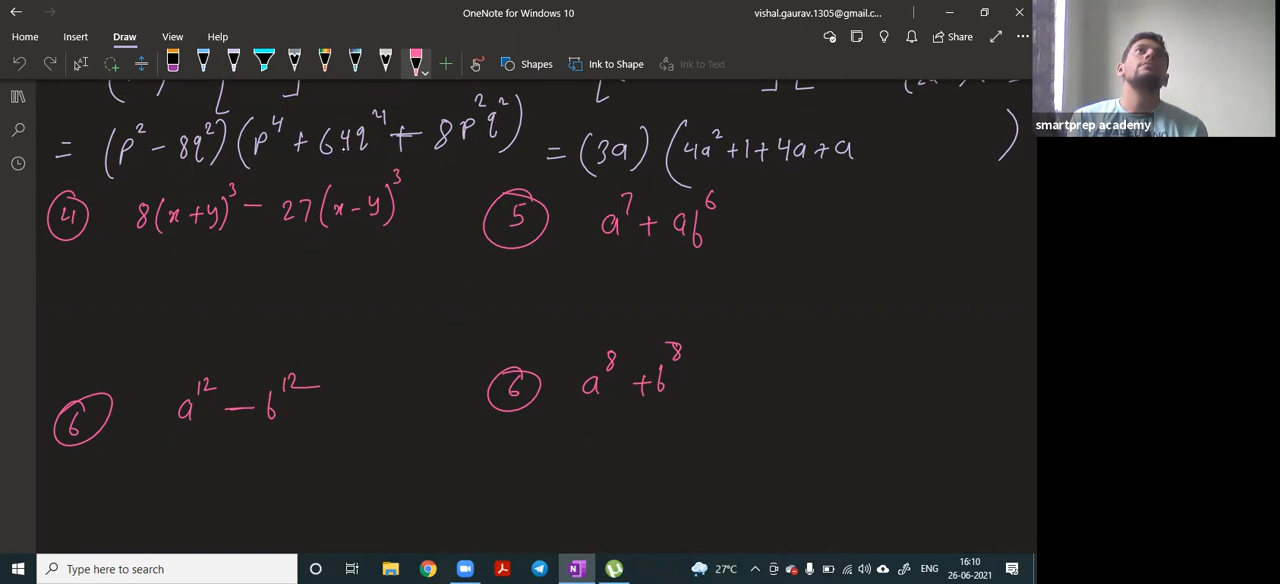 OneNote for Windows 10
vishal.gaurav.1305@gmail.c...
Home Insert Draw View Help
Share
Shapes Ink to Shape Ink to Text
smartprep academy
= (p² - 8q²) (p⁴ + 64q⁴ + 8p²q²) = (3a) (4a² + 1 + 4a + a )
④ 8(x+y)³ - 27(x-y)³ ⑤ a⁷ + ab⁶
⑥ a¹² - b¹² ⑥ a⁸ + b⁸
Type here to search
27°C ENG 16:10
26-06-2021